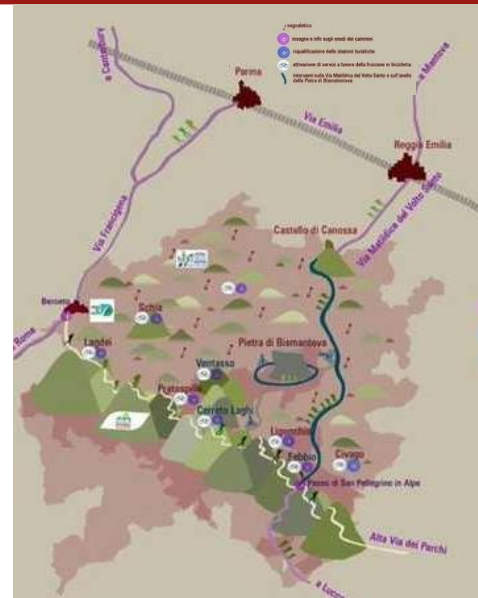 segnaletica
insegne e info sugli snodi dei cammini
riqualificazione delle stazioni turistiche
attivazione di servizi a favore della fruizione in bicicletta
interventi sulla Via Matildica del Volto Santo e sull'anello
della Pietra di Bismantova
a Canterbury
Parma
a Mantova
Via Emilia
Reggio Emilia
Via Francigena
Via Matildica del Volto Santo
Castello di Canossa
Berceto
Schia
a Roma
Landei
Ventasso
Pietra di Bismantova
Pratospilla
Cerreto Laghi
Ligonchio
Febbio
Civago
Passo di San Pellegrino in Alpe
Alta Via dei Parchi
a Lucca